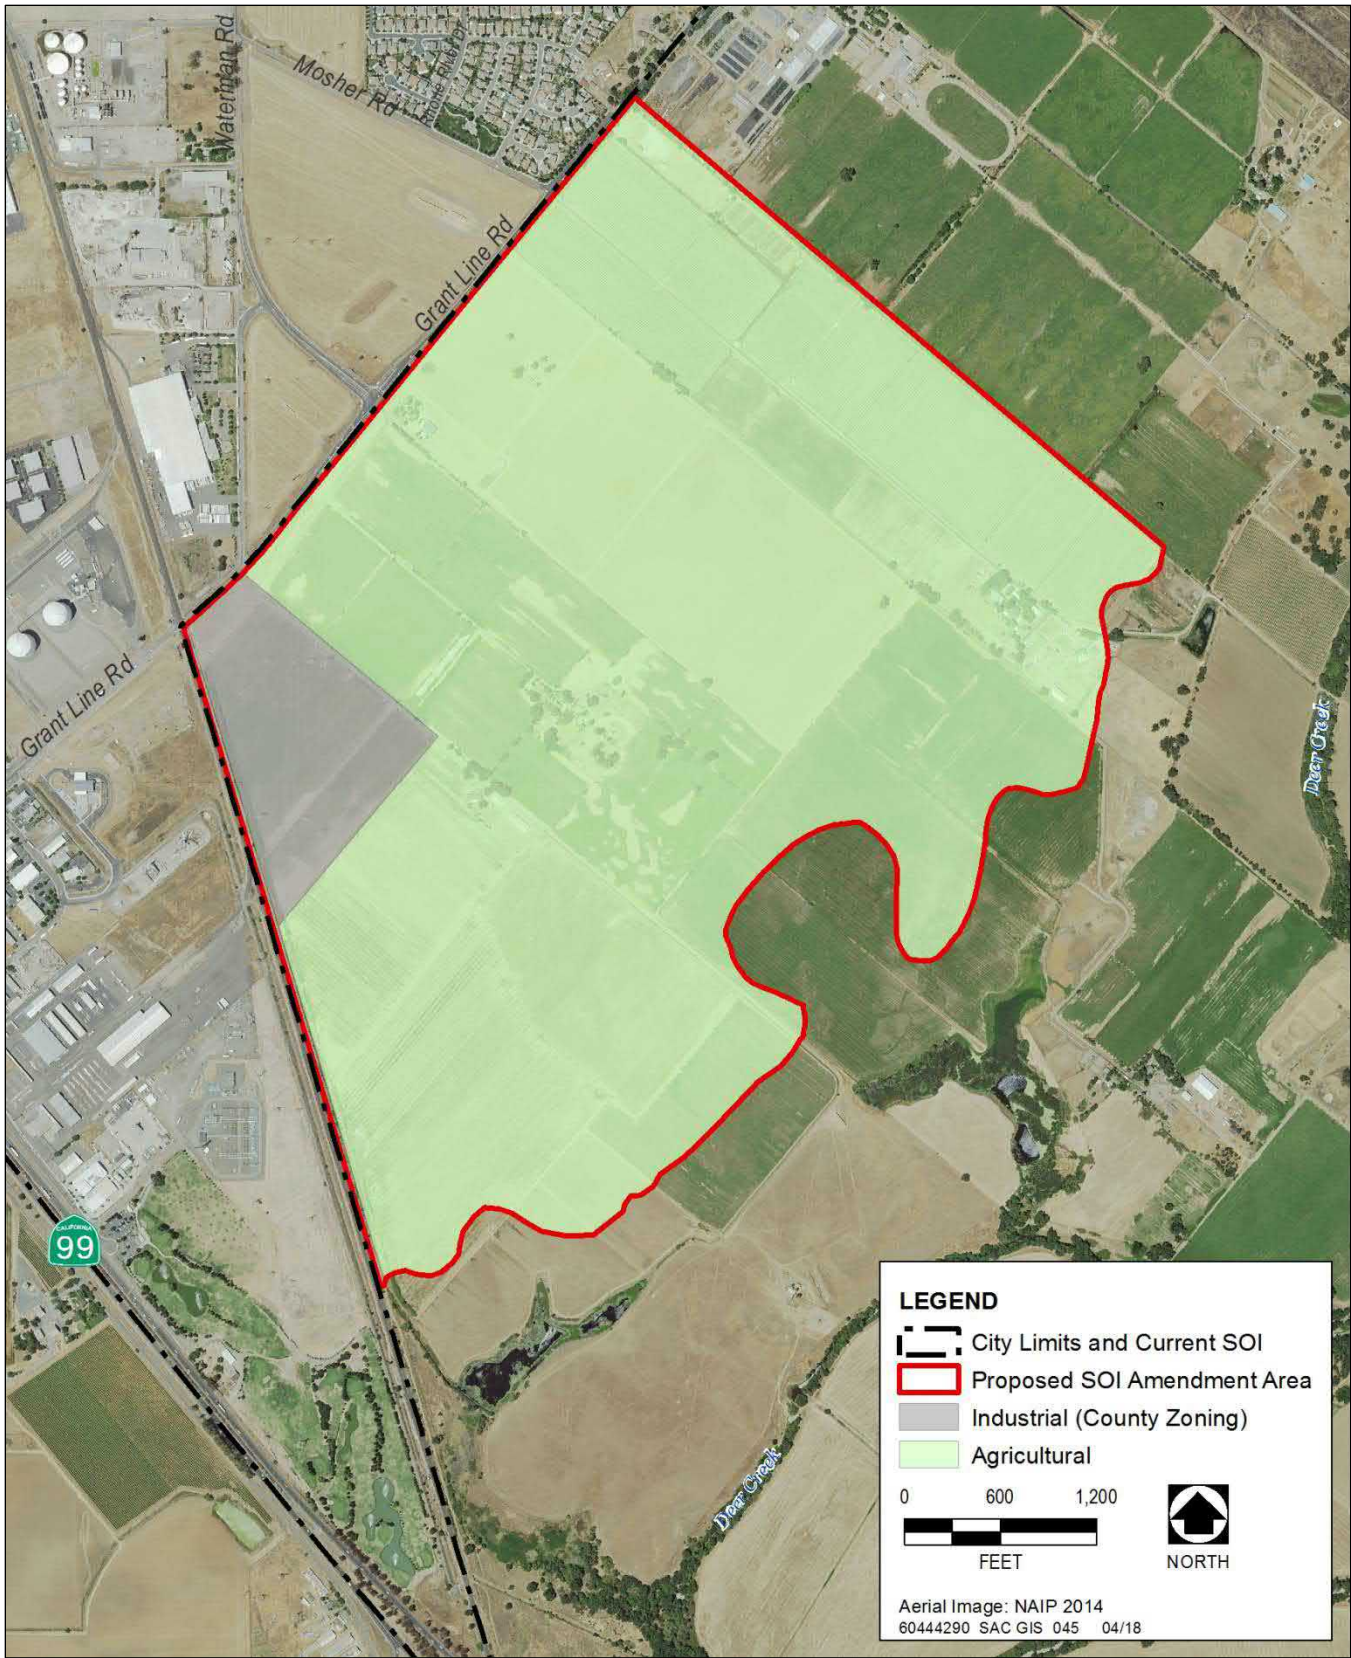 Waterman Rd
Mosher Rd
Grant Line Rd
Grant Line Rd
Deer Creek
CALIFORNIA
99
Deer Creek
LEGEND
City Limits and Current SOI
Proposed SOI Amendment Area
Industrial (County Zoning)
Agricultural
0 600 1,200
FEET
NORTH
Aerial Image: NAIP 2014
60444290 SAC GIS 045 04/18